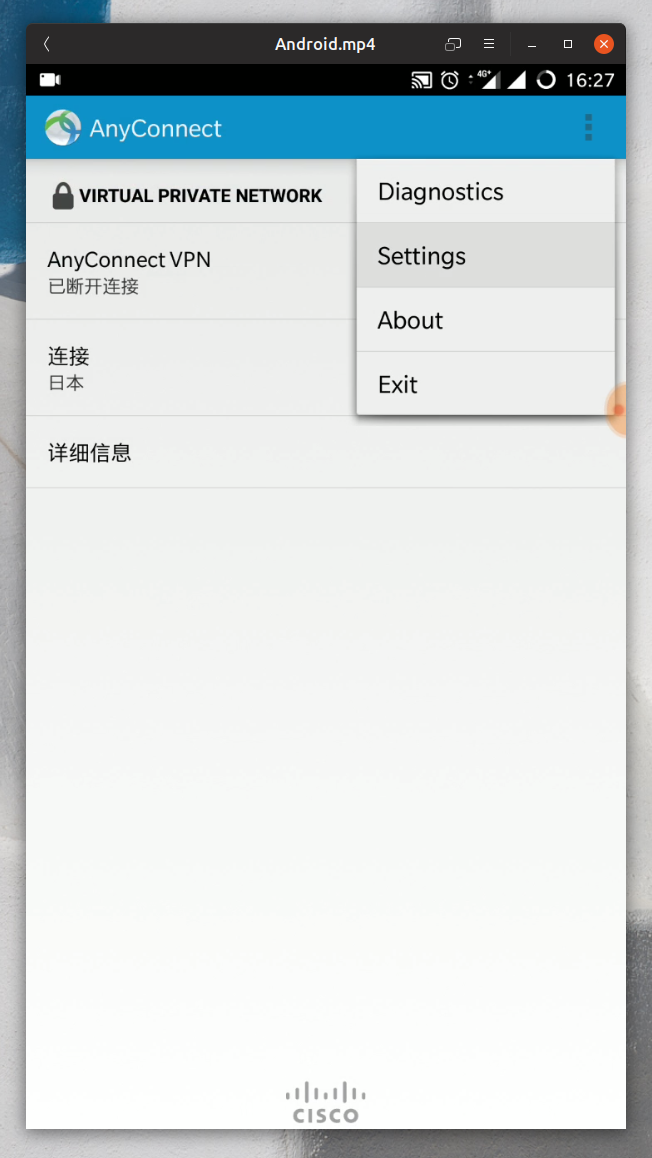 Android.mp4
4G+ 16:27
AnyConnect
VIRTUAL PRIVATE NETWORK
Diagnostics
AnyConnect VPN
已断开连接
Settings
About
连接
日本
Exit
详细信息
CISCO